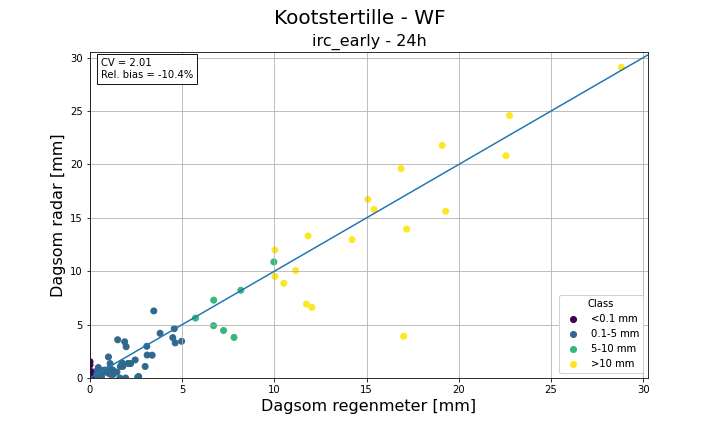 Kootstertille - WF
irc_early - 24h
CV = 2.01
Rel. bias = -10.4%
Dagsom radar [mm]
30
25
20
15
10
5
0
0 5 10 15 20 25 30
Dagsom regenmeter [mm]
Class
<0.1 mm
0.1-5 mm
5-10 mm
>10 mm